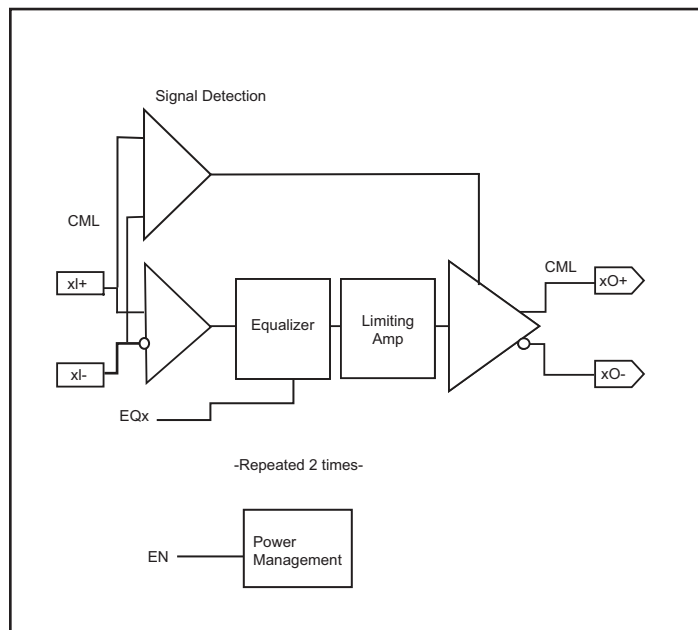 Signal Detection
CML
xI+
xI-
EQx
Equalizer
Limiting
Amp
CML
xO+
xO-
-Repeated 2 times-
EN
Power
Management